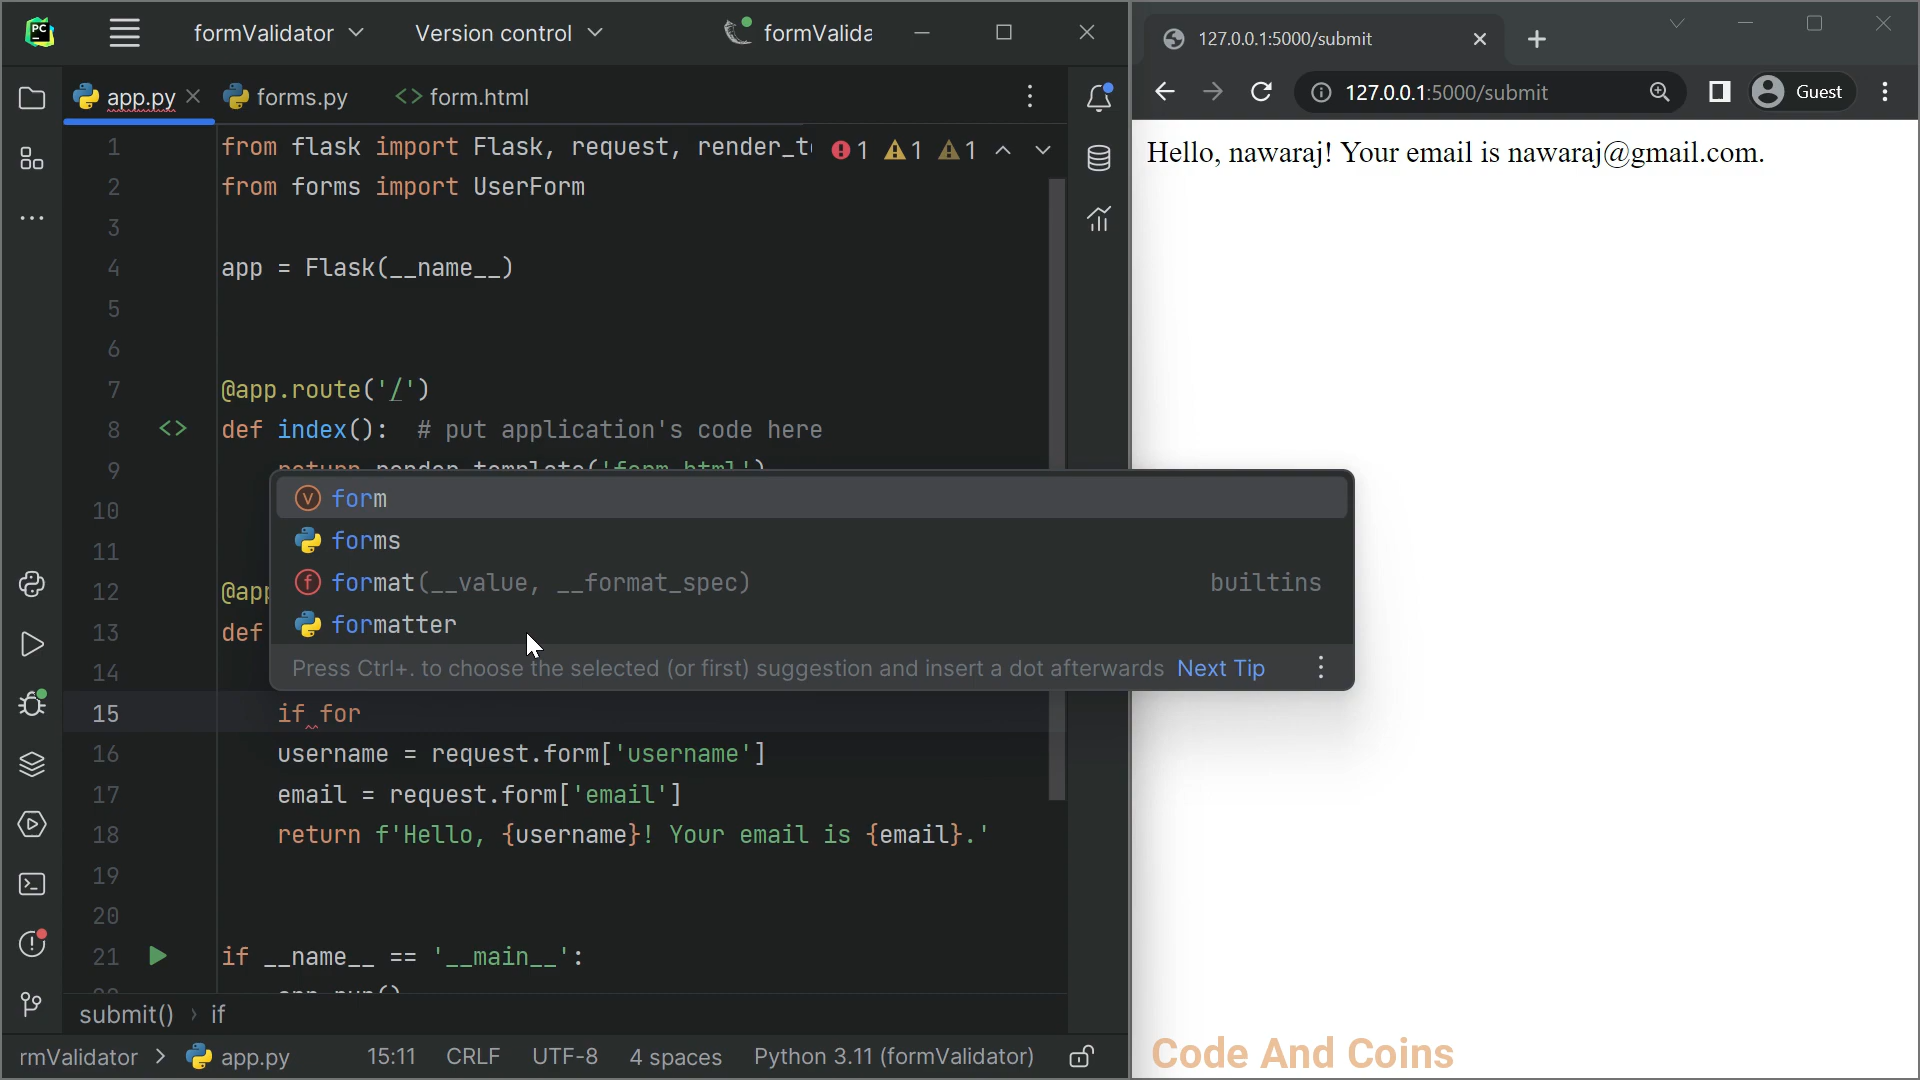 formValidator
Version control
formValida
127.0.0.1:5000/submit
app.py
forms.py
form.html
127.0.0.1:5000/submit
Guest
1 from flask import Flask, request, render_t
1 1 1
Hello, nawaraj! Your email is nawaraj@gmail.com.
2 from forms import UserForm
3
4 app = Flask(__name__)
5
6
7 @app.route('/')
8 def index(): # put application's code here
9 return render_template('form.html')
10
form
11
forms
12 @app
format(__value, __format_spec) builtins
13 def
formatter
14
Press Ctrl+. to choose the selected (or first) suggestion and insert a dot afterwards Next Tip
15 if for
16 username = request.form['username']
17 email = request.form['email']
18 return f'Hello, {username}! Your email is {email}.'
19
20
21 if __name__ == '__main__':
22 app.run()
submit() › if
rmValidator > app.py 15:11 CRLF UTF-8 4 spaces Python 3.11 (formValidator)
Code And Coins